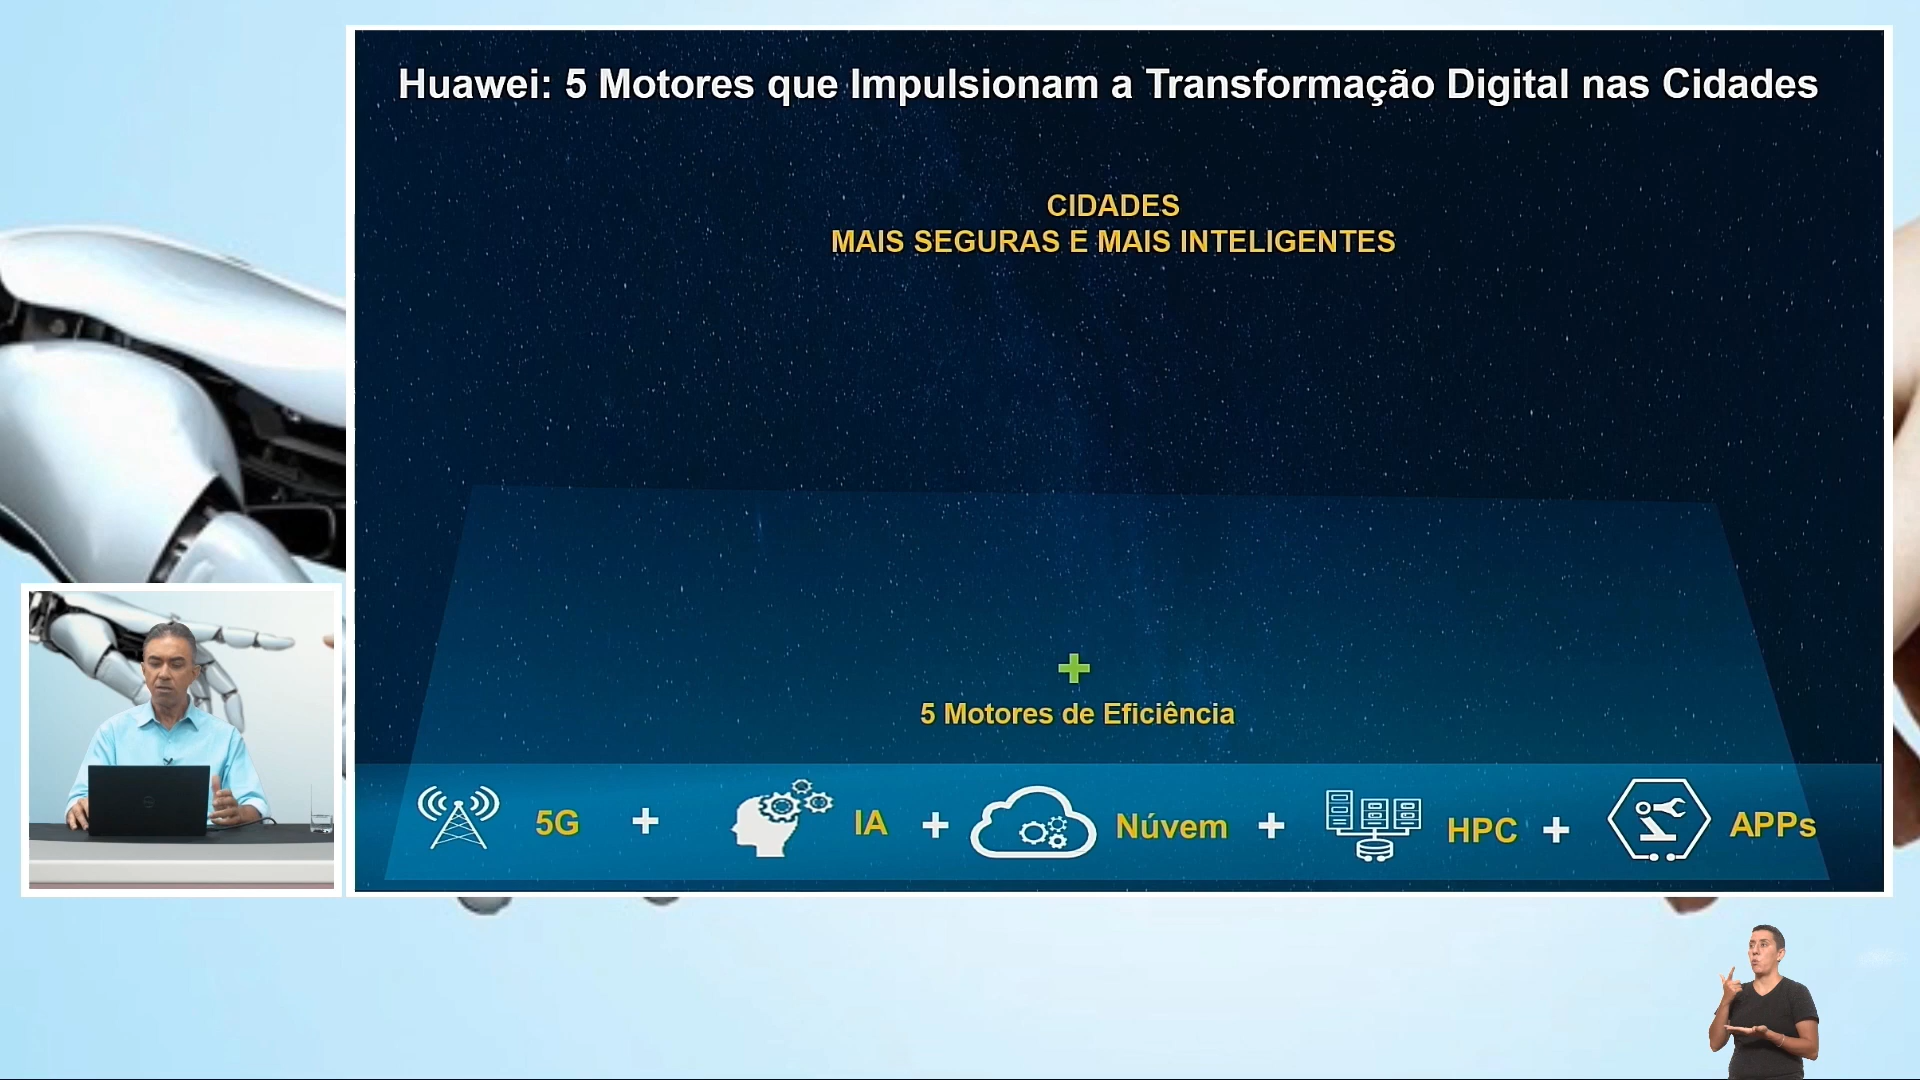 Huawei: 5 Motores que Impulsionam a Transformação Digital nas Cidades
CIDADES
MAIS SEGURAS E MAIS INTELIGENTES
+
5 Motores de Eficiência
5G + IA + Núvem + HPC + APPs